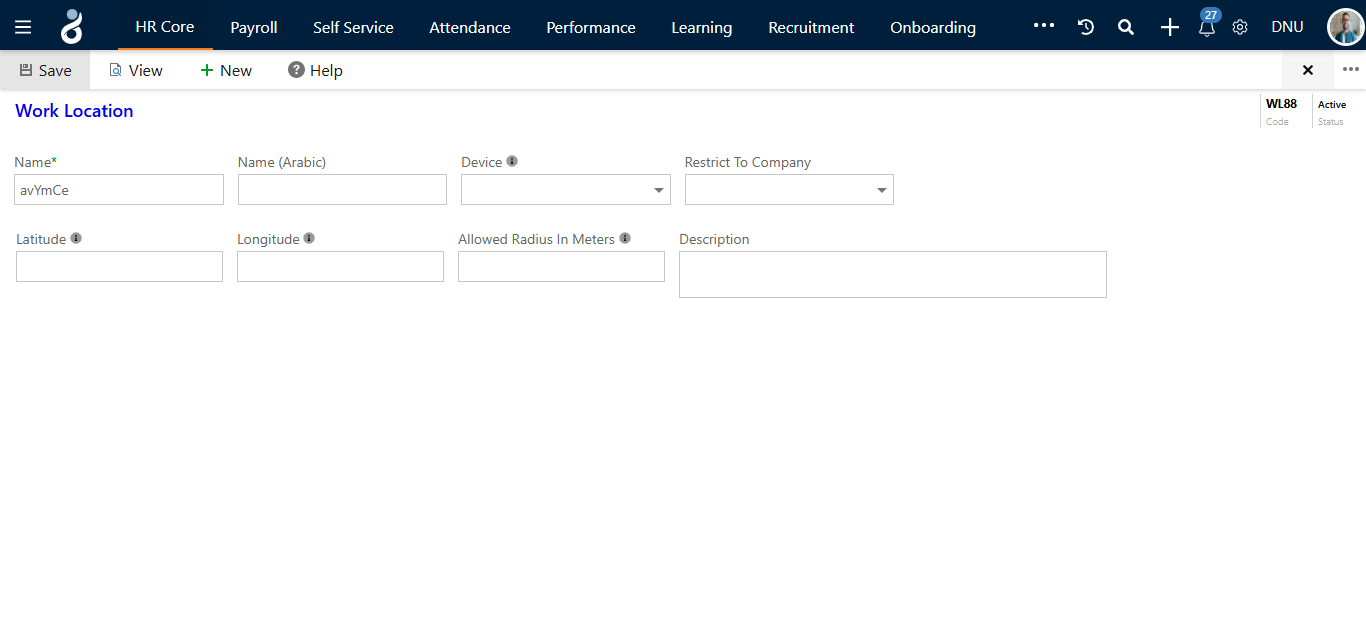 HR Core Payroll Self Service Attendance Performance Learning Recruitment Onboarding 27 DNU
Save View New Help
Work Location
WL88 Active
Code Status
Name* Name (Arabic) Device Restrict To Company
avYmCe
Latitude Longitude Allowed Radius In Meters Description